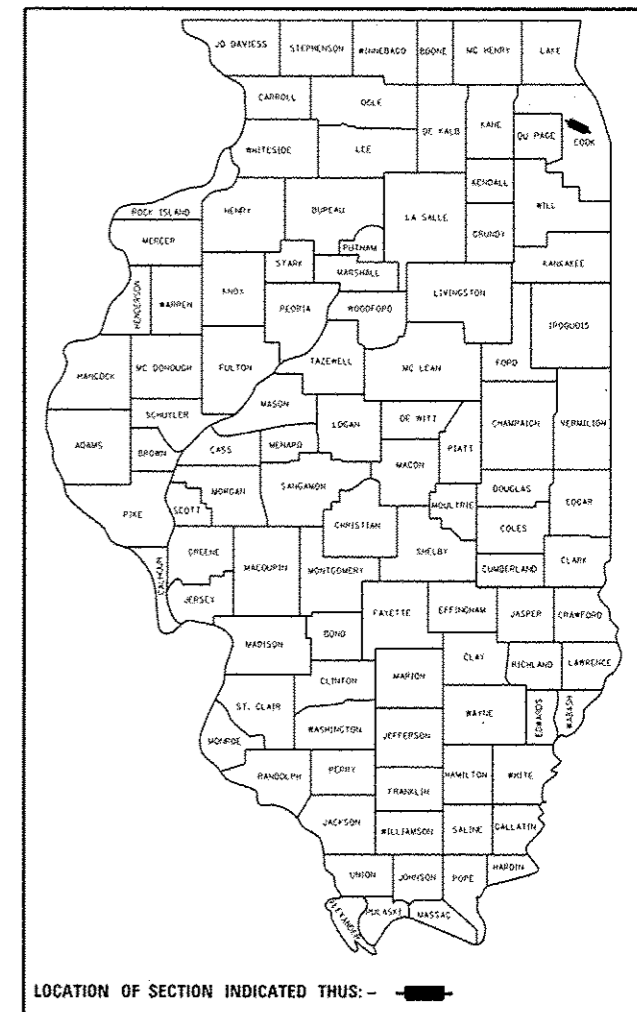 JO DAVIESS STEPHENSON WINNEBAGO BOONE MC HENRY LAKE
CARROLL OGLE DE KALB KANE DU PAGE COOK
WHITESIDE LEE KENDALL WILL
ROCK ISLAND HENRY BUREAU LA SALLE GRUNDY
MERCER PUTNAM KANKAKEE
STARK MARSHALL
HENDERSON WARREN KNOX PEORIA WOODFORD LIVINGSTON IROQUOIS
HANCOCK MC DONOUGH FULTON TAZEWELL MC LEAN FORD
SCHUYLER MASON LOGAN DE WITT CHAMPAIGN VERMILION
ADAMS BROWN CASS MENARD MACON PIATT
PIKE SCOTT MORGAN SANGAMON CHRISTIAN MOULTRIE DOUGLAS EDGAR
COLES
GREENE MACOUPIN MONTGOMERY SHELBY CUMBERLAND CLARK
CALHOUN JERSEY FAYETTE EFFINGHAM JASPER CRAWFORD
MADISON BOND CLAY RICHLAND LAWRENCE
CLINTON MARION
ST. CLAIR WASHINGTON WAYNE EDWARDS WABASH
MONROE JEFFERSON
RANDOLPH PERRY HAMILTON WHITE
FRANKLIN
JACKSON WILLIAMSON SALINE GALLATIN
UNION JOHNSON POPE HARDIN
ALEXANDER PULASKI MASSAC
LOCATION OF SECTION INDICATED THUS: -